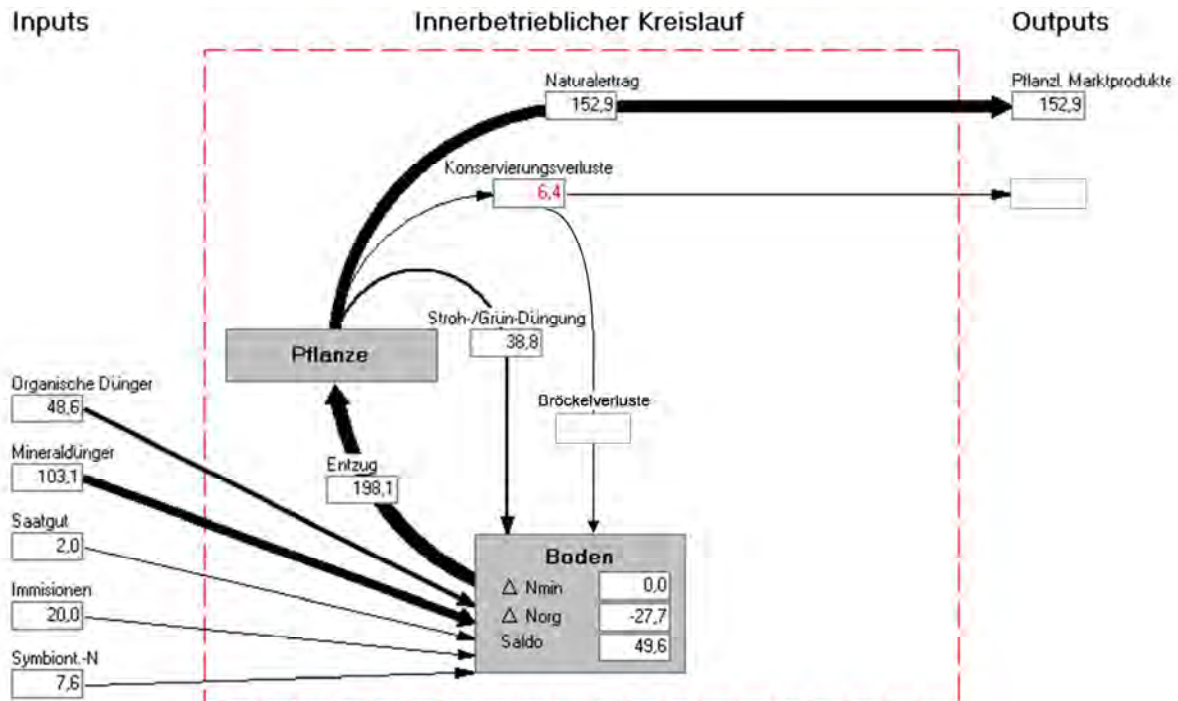 Inputs
Innerbetrieblicher Kreislauf
Outputs
Naturalertrag
152,9
Pflanzl. Marktprodukte
152,9
Konservierungsverluste
6,4
Stroh-/Grün-Düngung
38,8
Pflanze
Organische Dünger
48,6
Bröckelverluste
Mineraldünger
103,1
Entzug
198,1
Saatgut
2,0
Boden
Δ Nmin 0,0
Δ Norg -27,7
Saldo 49,6
Immisionen
20,0
Symbiont.-N
7,6